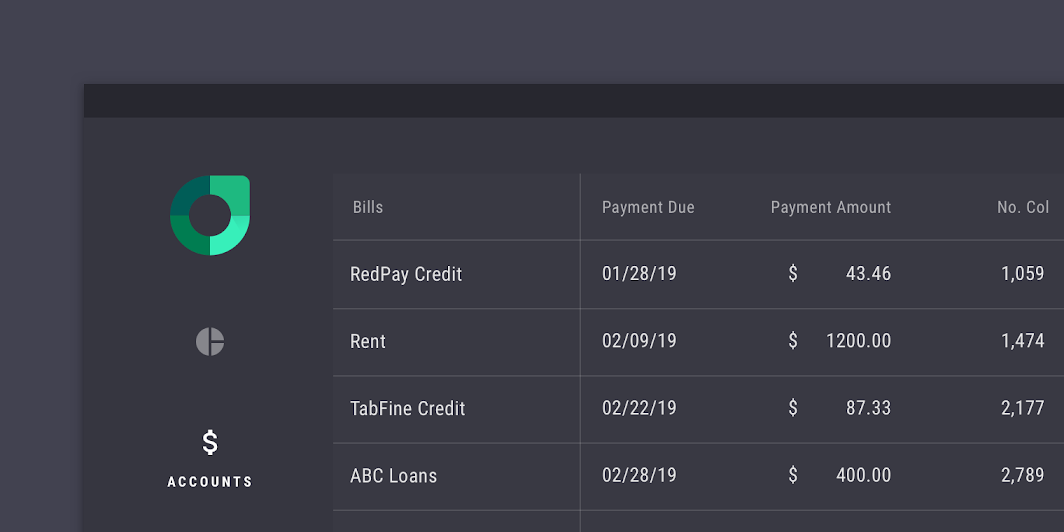 Bills Payment Due Payment Amount No. Col
RedPay Credit 01/28/19 $ 43.46 1,059
Rent 02/09/19 $ 1200.00 1,474
TabFine Credit 02/22/19 $ 87.33 2,177
$
ACCOUNTS
ABC Loans 02/28/19 $ 400.00 2,789